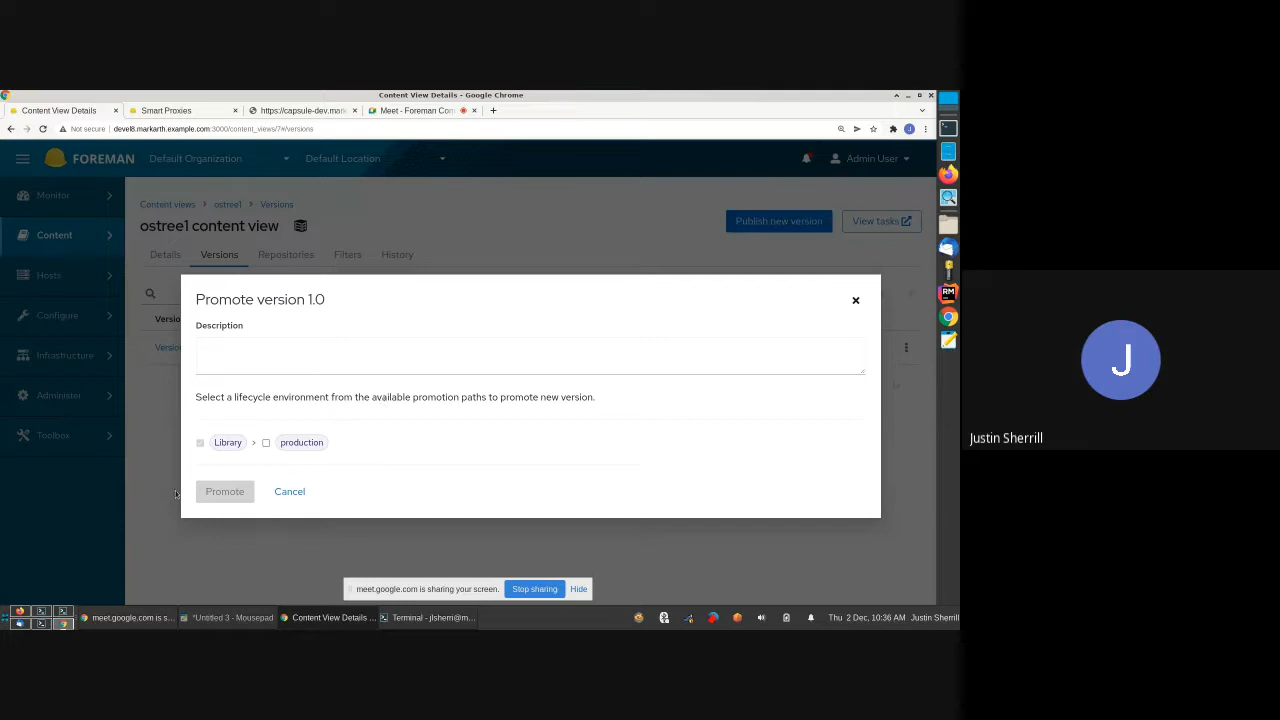 Content View Details - Google Chrome
Content View Details
Smart Proxies
https://capsule-dev.mark
Meet - Foreman Con
Not secure
devel8.markarth.example.com:3000/content_views/7#/versions
FOREMAN
Default Organization
Default Location
Admin User
Monitor
Content
Hosts
Configure
Infrastructure
Administer
Toolbox
Content views > ostree1 > Versions
ostree1 content view
Publish new version
View tasks
Details
Versions
Repositories
Filters
History
Versio
Version
Promote version 1.0
Description
Select a lifecycle environment from the available promotion paths to promote new version.
Library > production
Promote
Cancel
meet.google.com is sharing your screen.
Stop sharing
Hide
meet.google.com is s...
*Untitled 3 - Mousepad
Content View Details ...
Terminal - jlsherri@m...
Thu 2 Dec, 10:36 AM
Justin Sherrill
RM
J
Justin Sherrill